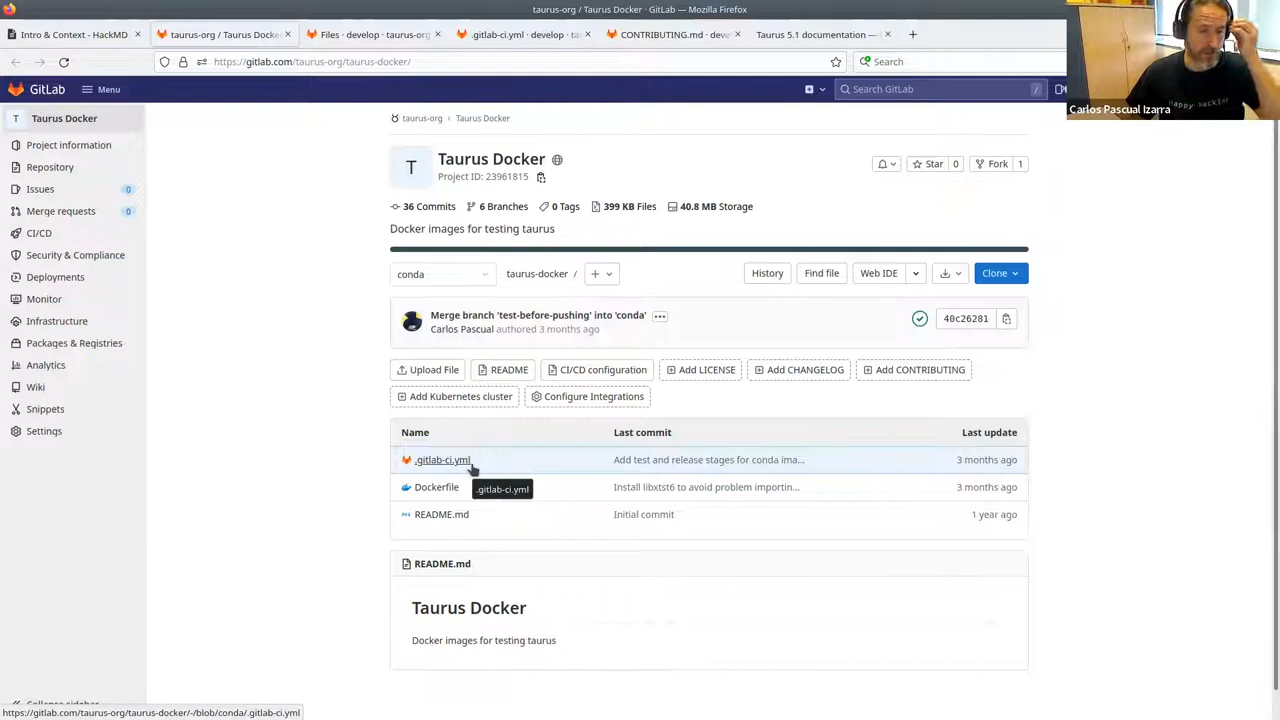 taurus-org / Taurus Docker · GitLab — Mozilla Firefox
Intro & Context - HackMD
taurus-org / Taurus Docker
Files · develop · taurus-org
.gitlab-ci.yml · develop · ta
CONTRIBUTING.md · develo
Taurus 5.1 documentation —
https://gitlab.com/taurus-org/taurus-docker/
Search
GitLab
Menu
Search GitLab
/
Carlos Pascual Izarra
Happy Hacking
T
Taurus Docker
Project information
Repository
Issues
0
Merge requests
0
CI/CD
Security & Compliance
Deployments
Monitor
Infrastructure
Packages & Registries
Analytics
Wiki
Snippets
Settings
Collapse sidebar
taurus-org › Taurus Docker
T
Taurus Docker
Project ID: 23961815
Star 0
Fork 1
36 Commits
6 Branches
0 Tags
399 KB Files
40.8 MB Storage
Docker images for testing taurus
conda
taurus-docker /
+
History
Find file
Web IDE
Clone
Merge branch 'test-before-pushing' into 'conda'
Carlos Pascual authored 3 months ago
40c26281
Upload File
README
CI/CD configuration
Add LICENSE
Add CHANGELOG
Add CONTRIBUTING
Add Kubernetes cluster
Configure Integrations
Name Last commit Last update
.gitlab-ci.yml Add test and release stages for conda ima... 3 months ago
Dockerfile Install libxtst6 to avoid problem importin... 3 months ago
.gitlab-ci.yml
README.md Initial commit 1 year ago
README.md
Taurus Docker
Docker images for testing taurus
https://gitlab.com/taurus-org/taurus-docker/-/blob/conda/.gitlab-ci.yml